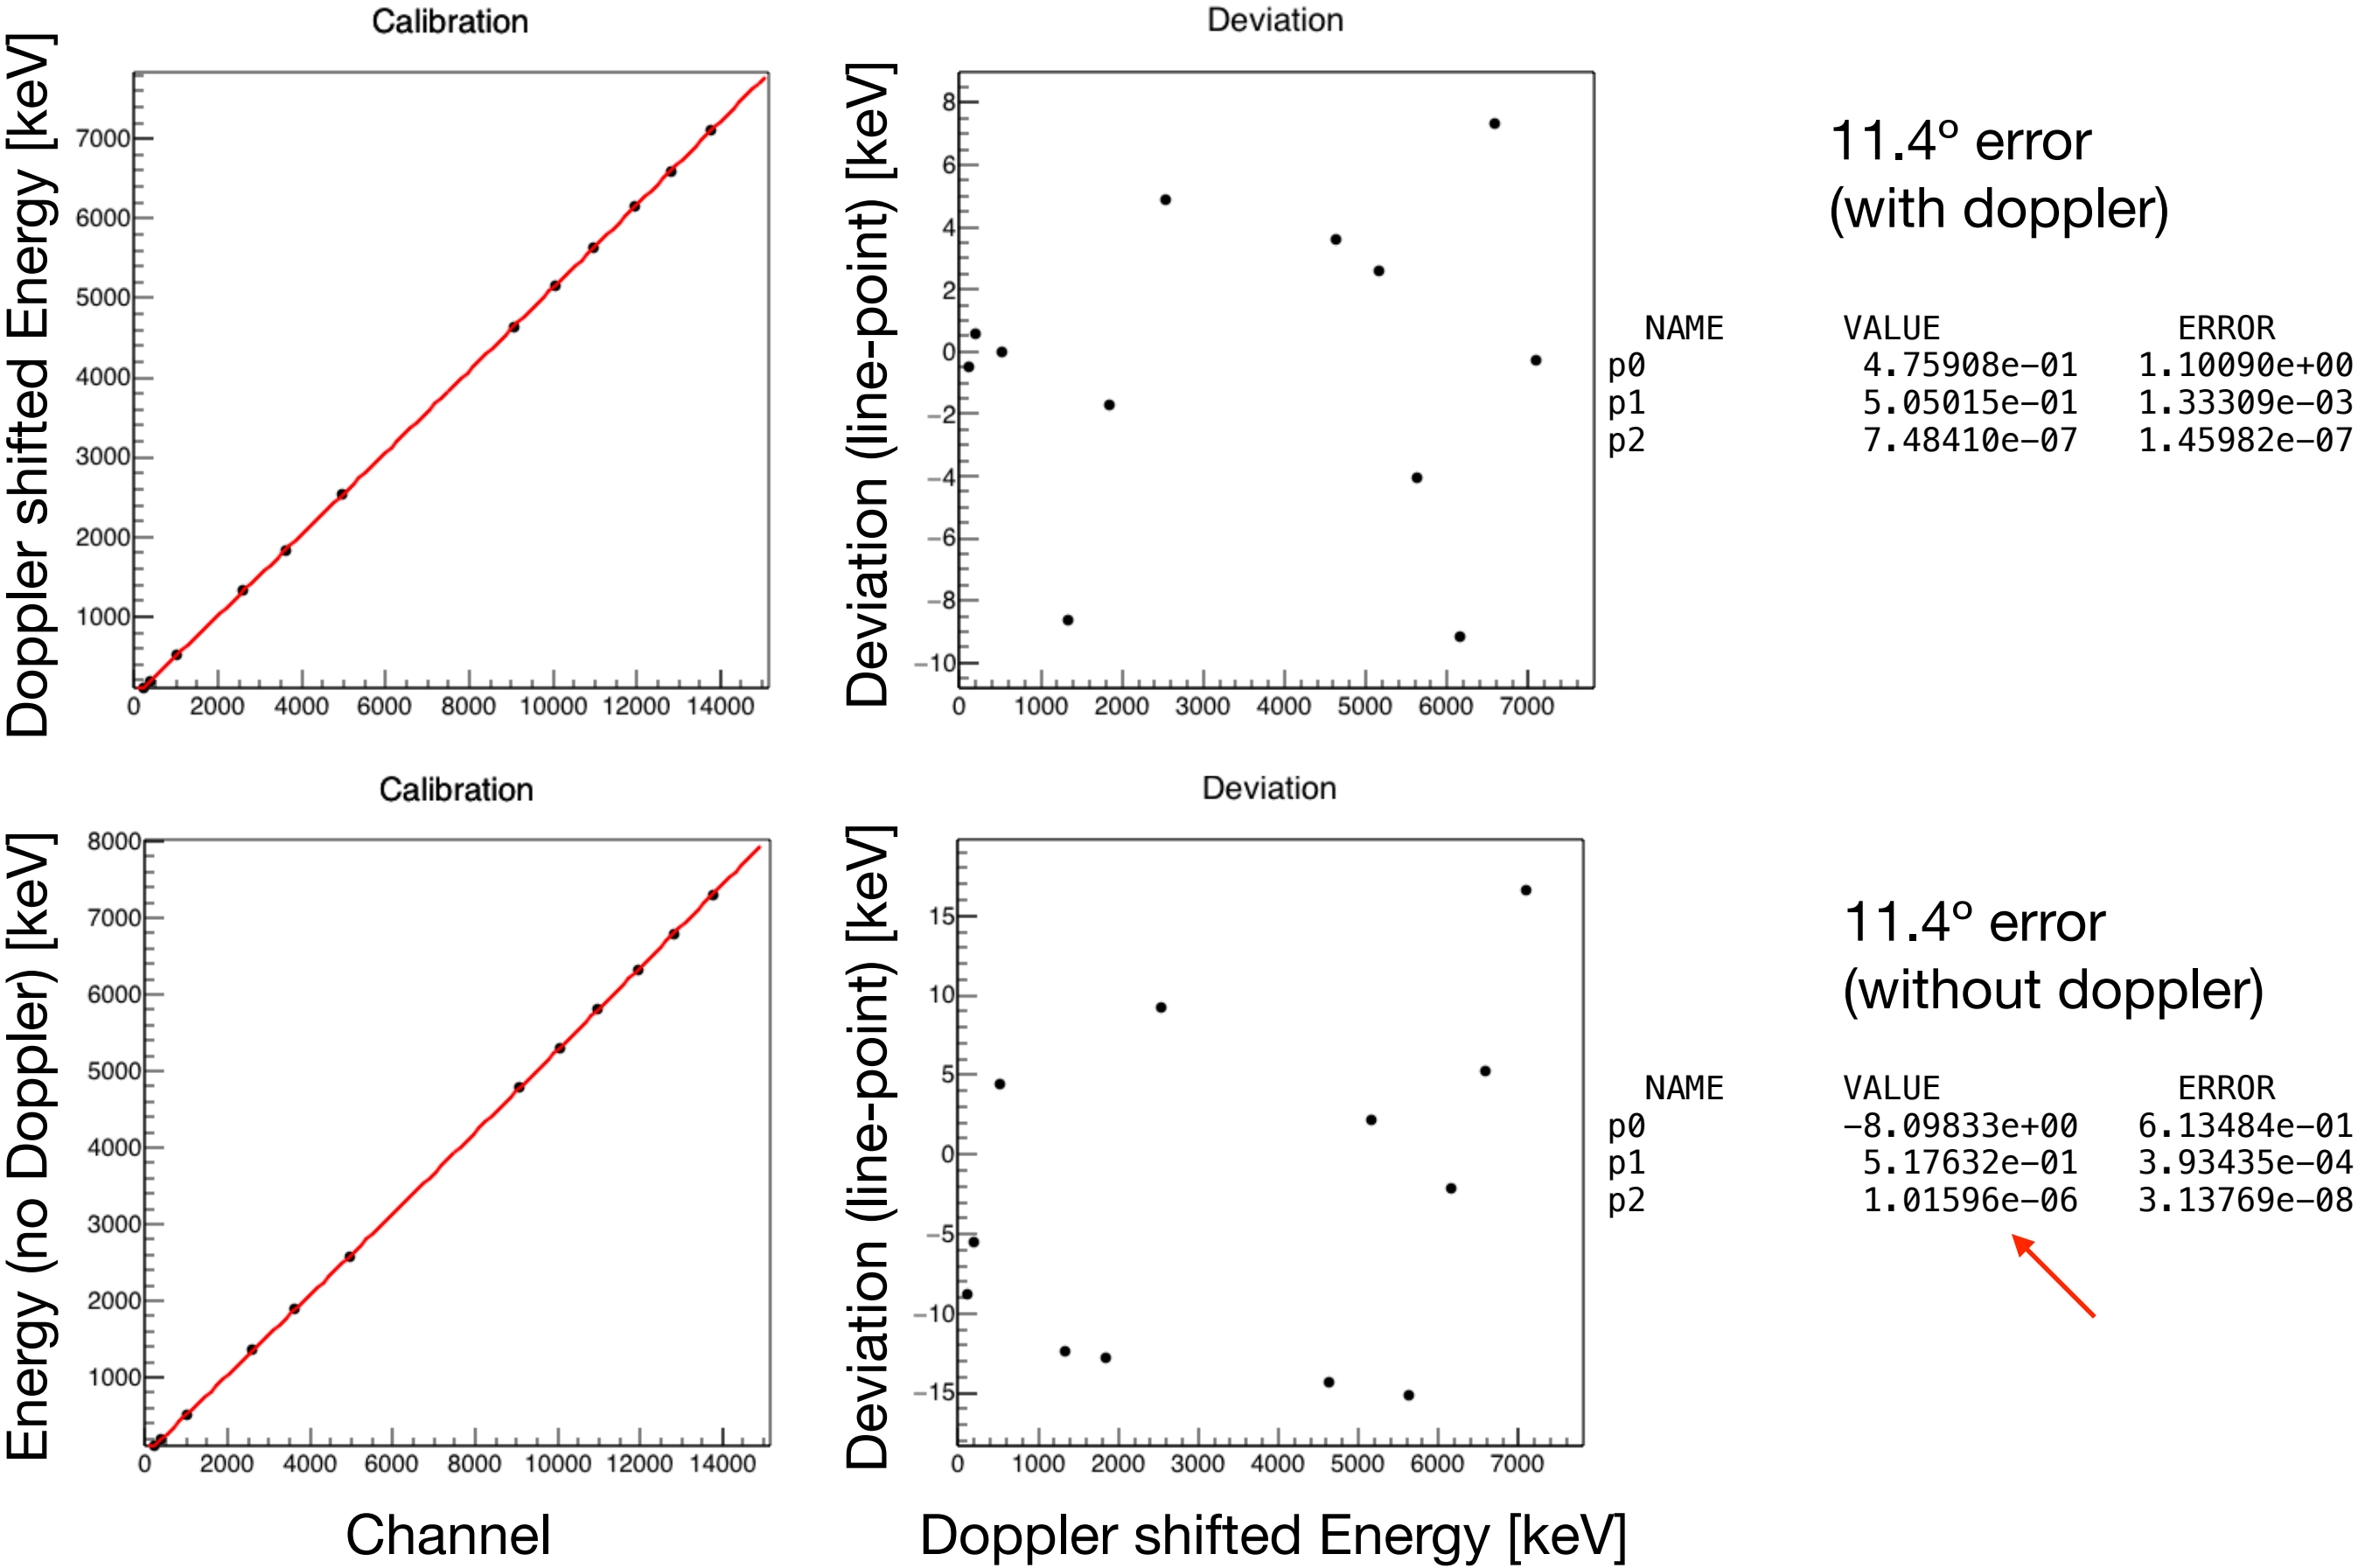 Calibration
Doppler shifted Energy [keV]
7000
6000
5000
4000
3000
2000
1000
0 2000 4000 6000 8000 10000 12000 14000
Deviation
Deviation (line-point) [keV]
8
6
4
2
0
−2
−4
−6
−8
−10
0 1000 2000 3000 4000 5000 6000 7000
11.4º error
(with doppler)
NAME VALUE ERROR
p0 4.75908e−01 1.10090e+00
p1 5.05015e−01 1.33309e−03
p2 7.48410e−07 1.45982e−07
Calibration
Energy (no Doppler) [keV]
8000
7000
6000
5000
4000
3000
2000
1000
0 2000 4000 6000 8000 10000 12000 14000
Channel
Deviation
Deviation (line-point) [keV]
15
10
5
0
−5
−10
−15
0 1000 2000 3000 4000 5000 6000 7000
Doppler shifted Energy [keV]
11.4º error
(without doppler)
NAME VALUE ERROR
p0 −8.09833e+00 6.13484e−01
p1 5.17632e−01 3.93435e−04
p2 1.01596e−06 3.13769e−08